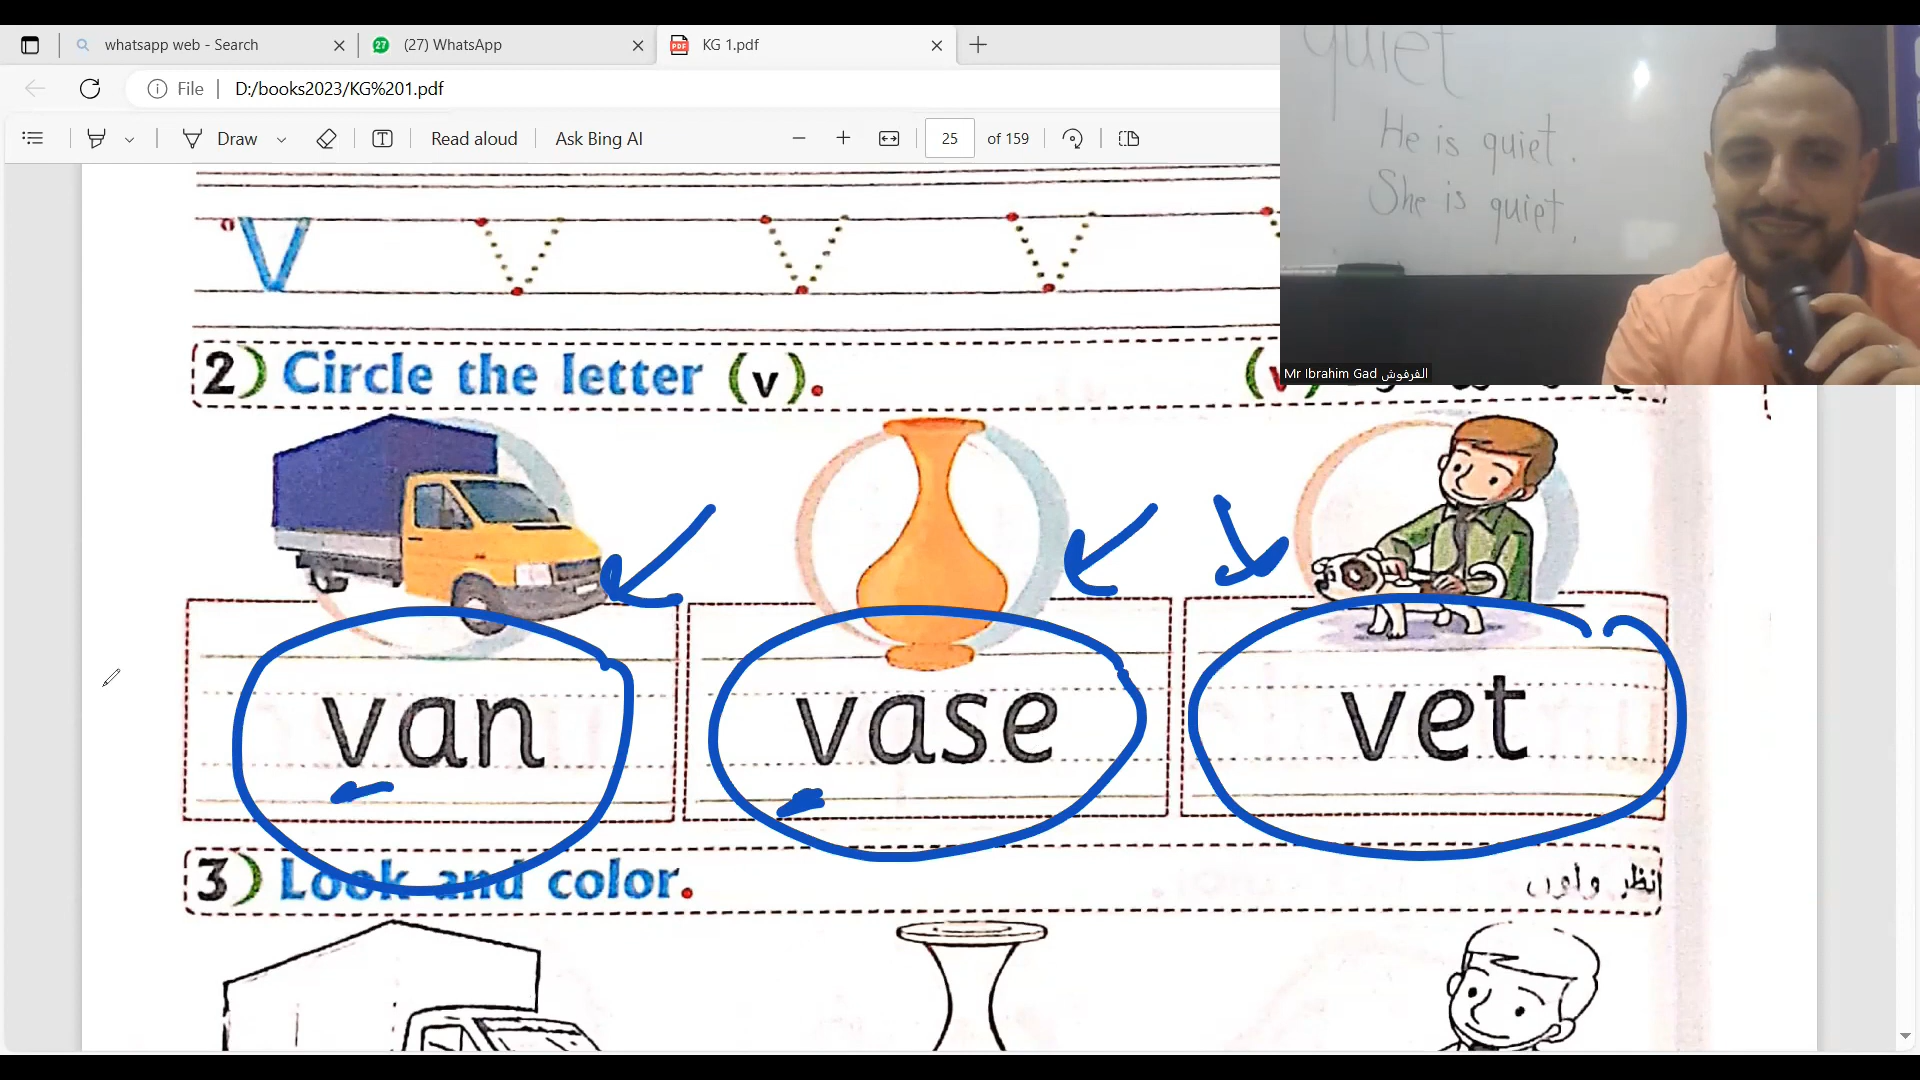 whatsapp web - Search
(27) WhatsApp
KG 1.pdf
File
D:/books2023/KG%201.pdf
Draw
Read aloud
Ask Bing AI
25
of 159
quiet
He is quiet.
She is quiet.
Mr Ibrahim Gad الفرفوش
v
2) Circle the letter (v).
(v)
van
vase
vet
3) Look and color.
انظر ولون